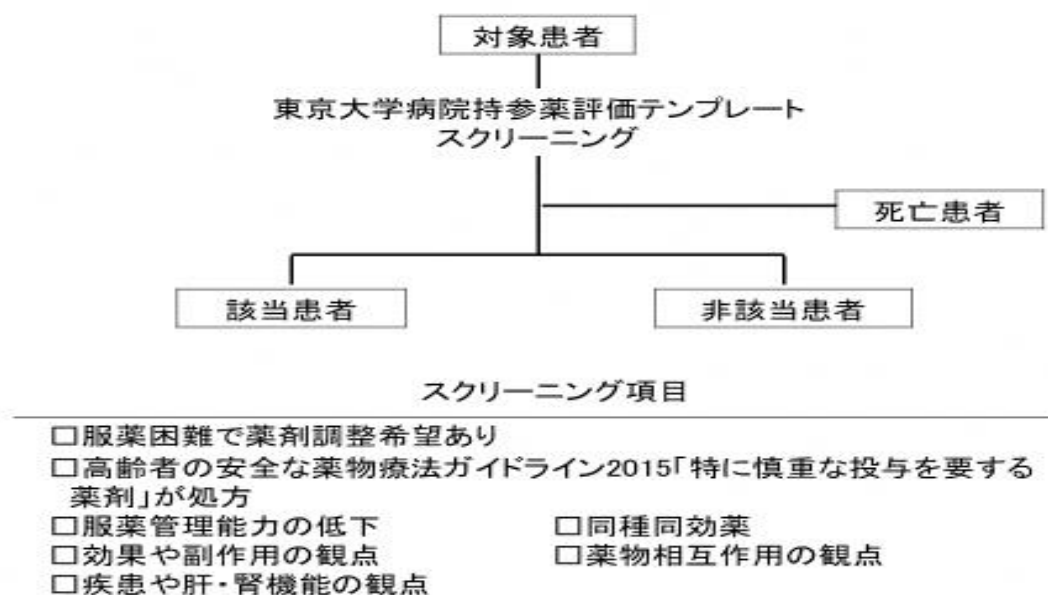 対象患者
東京大学病院持参薬評価テンプレート
スクリーニング
死亡患者
該当患者
非該当患者
スクリーニング項目
□服薬困難で薬剤調整希望あり
□高齢者の安全な薬物療法ガイドライン2015「特に慎重な投与を要する
薬剤」が処方
□服薬管理能力の低下 □同種同効薬
□効果や副作用の観点 □薬物相互作用の観点
□疾患や肝・腎機能の観点